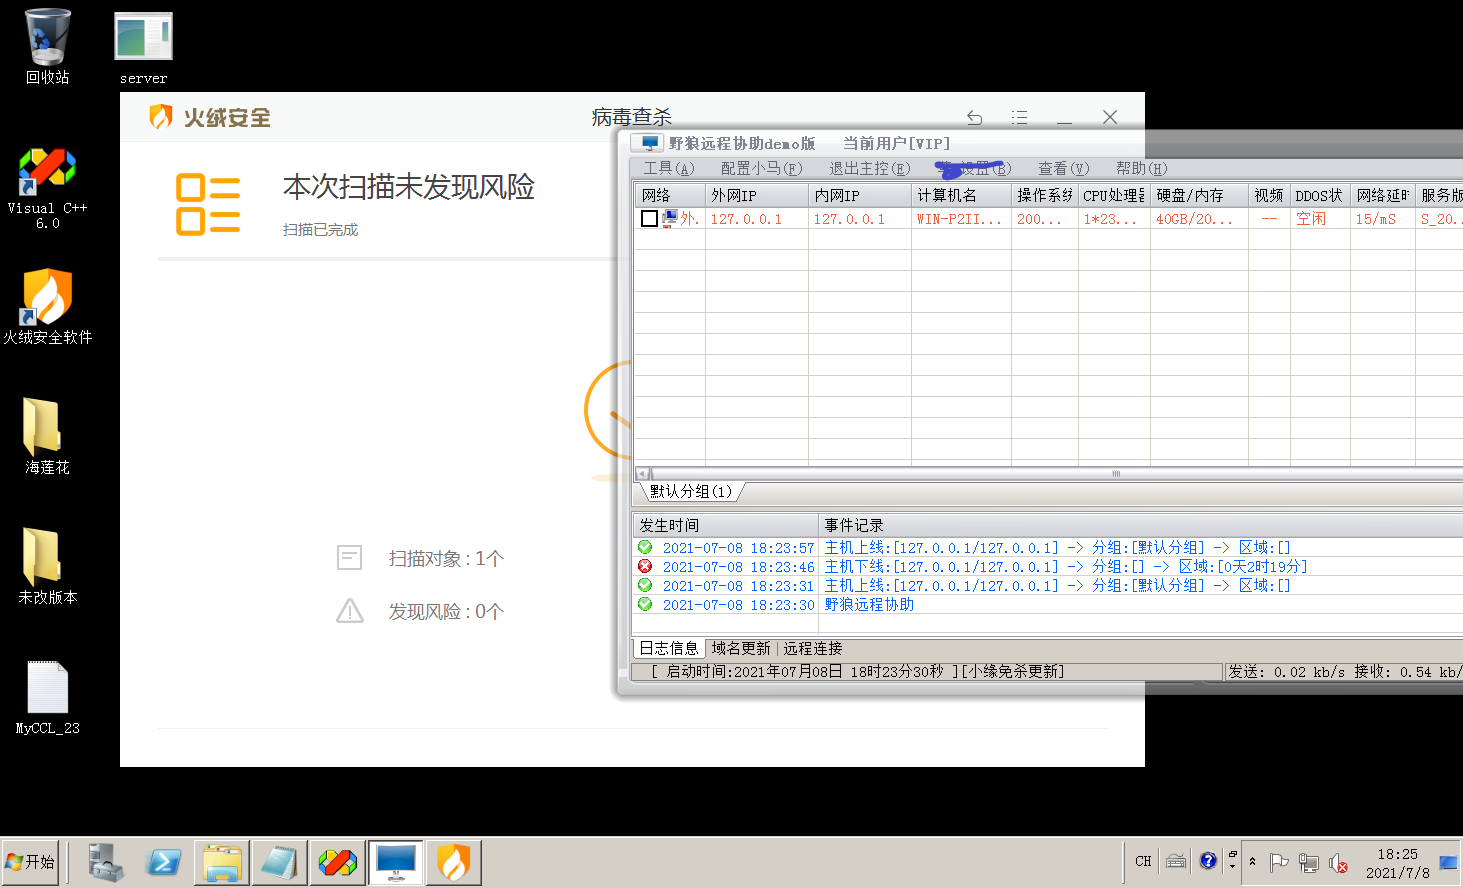 回收站
server
Visual C++
6.0
火绒安全软件
海莲花
未改版本
MyCCL_23
火绒安全
病毒查杀
本次扫描未发现风险
扫描已完成
扫描对象 : 1个
发现风险 : 0个
野狼远程协助demo版 当前用户[VIP]
工具(A) 配置小马(F) 退出主控(E) 设置(B) 查看(V) 帮助(H)
网络 外网IP 内网IP 计算机名 操作系统 CPU处理器 硬盘/内存 视频 DDOS状 网络延时 服务版
外. 127.0.0.1 127.0.0.1 WIN-P2II... 200... 1*23... 40GB/20... -- 空闲 15/mS S_20..
默认分组(1)
发生时间 事件记录
2021-07-08 18:23:57 主机上线:[127.0.0.1/127.0.0.1] -> 分组:[默认分组] -> 区域:[]
2021-07-08 18:23:46 主机下线:[127.0.0.1/127.0.0.1] -> 分组:[] -> 区域:[0天2时19分]
2021-07-08 18:23:31 主机上线:[127.0.0.1/127.0.0.1] -> 分组:[默认分组] -> 区域:[]
2021-07-08 18:23:30 野狼远程协助
日志信息 域名更新 远程连接
[ 启动时间:2021年07月08日 18时23分30秒 ][小缘免杀更新] 发送: 0.02 kb/s 接收: 0.54 kb/
开始
CH
18:25
2021/7/8